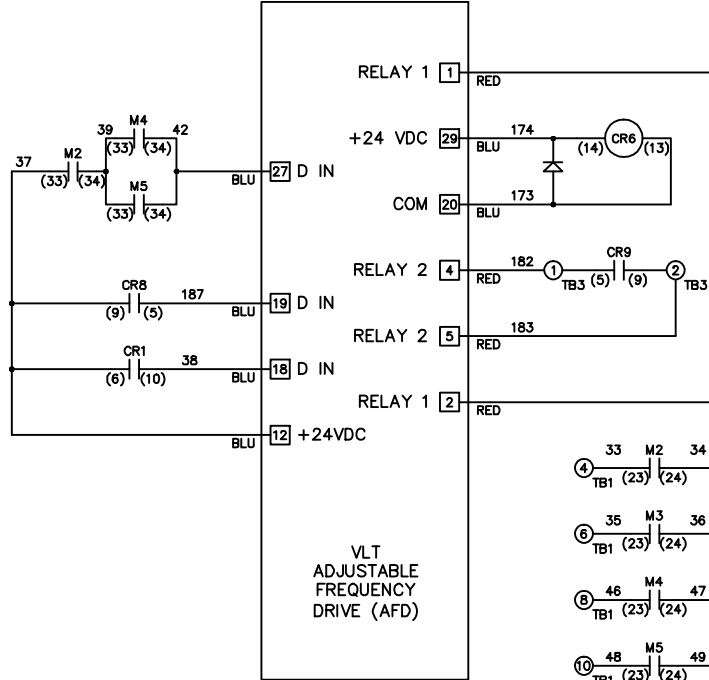 RELAY 1 1
RED
39 M4 42
(33) (34)
+24 VDC 29 174
BLU
(14) CR6 (13)
37 M2
(33) (34)
27 D IN
BLU
M5
(33) (34)
COM 20 173
BLU
RELAY 2 4 182
RED
1 TB3
CR9
(5) (9)
2 TB3
CR8
(9) (5)
187
BLU
19 D IN
RELAY 2 5 183
RED
CR1
(6) (10)
38
BLU
18 D IN
RELAY 1 2
RED
BLU
12 +24VDC
33 M2 34
4 TB1 (23) (24)
35 M3 36
6 TB1 (23) (24)
VLT
ADJUSTABLE
FREQUENCY
DRIVE (AFD)
46 M4 47
8 TB1 (23) (24)
48 M5 49
10 TB1 (23) (24)